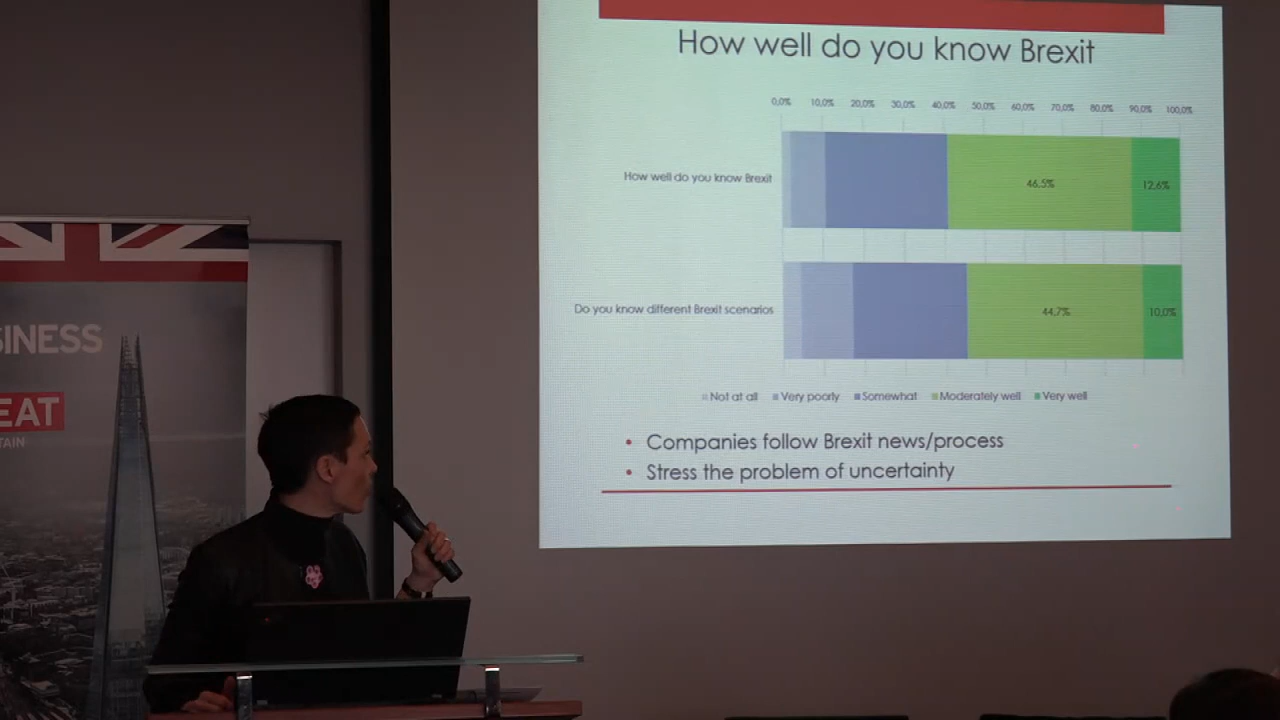 How well do you know Brexit
0,0% 10,0% 20,0% 30,0% 40,0% 50,0% 60,0% 70,0% 80,0% 90,0% 100,0%
How well do you know Brexit
46,5% 12,6%
Do you know different Brexit scenarios
44,7% 10,0%
Not at all Very poorly Somewhat Moderately well Very well
• Companies follow Brexit news/process
• Stress the problem of uncertainty
SINESS
EAT
TAIN